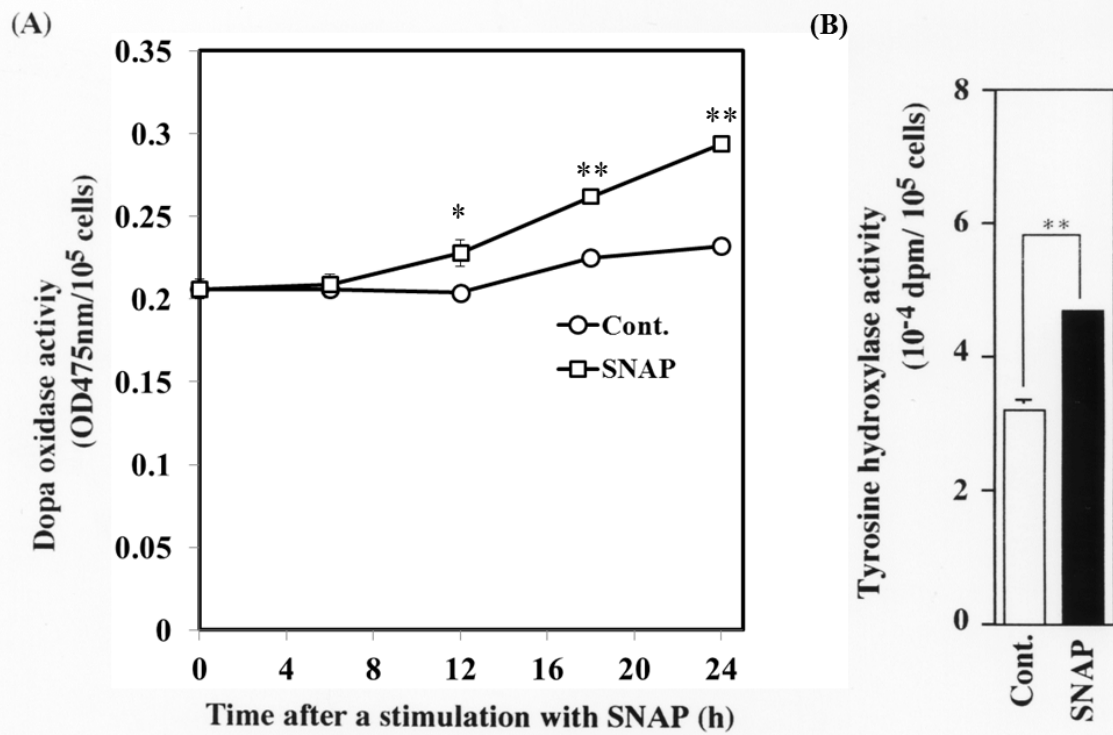 (A)
0.35
0.3
0.25
0.2
0.15
0.1
0.05
0
Dopa oxidase activity
(OD475nm/10⁵ cells)
*
**
**
Cont.
SNAP
0 4 8 12 16 20 24
Time after a stimulation with SNAP (h)
(B)
8
6
4
2
0
Tyrosine hydroxylase activity
(10⁻⁴ dpm/ 10⁵ cells)
**
Cont.
SNAP